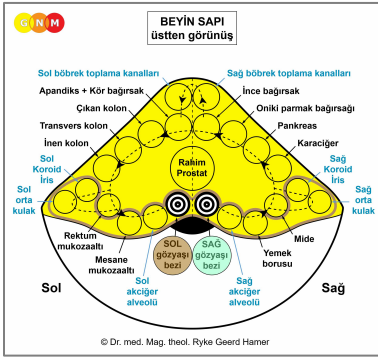 G N M
BEYİN SAPI
üstten görünüş
Sol böbrek toplama kanalları
Sağ böbrek toplama kanalları
Apandiks + Kör bağırsak
İnce bağırsak
Çıkan kolon
Oniki parmak bağırsağı
Transvers kolon
Pankreas
İnen kolon
Karaciğer
Rahim
Prostat
Sol
Koroid
İris
Sağ
Koroid
İris
Sol
orta
kulak
Sağ
orta
kulak
Rektum
mukozaaltı
Mesane
mukozaaltı
SOL
gözyaşı
bezi
SAĞ
gözyaşı
bezi
Mide
Yemek
borusu
Sol
akciğer
alveolü
Sağ
akciğer
alveolü
Sol
Sağ
© Dr. med. Mag. theol. Ryke Geerd Hamer